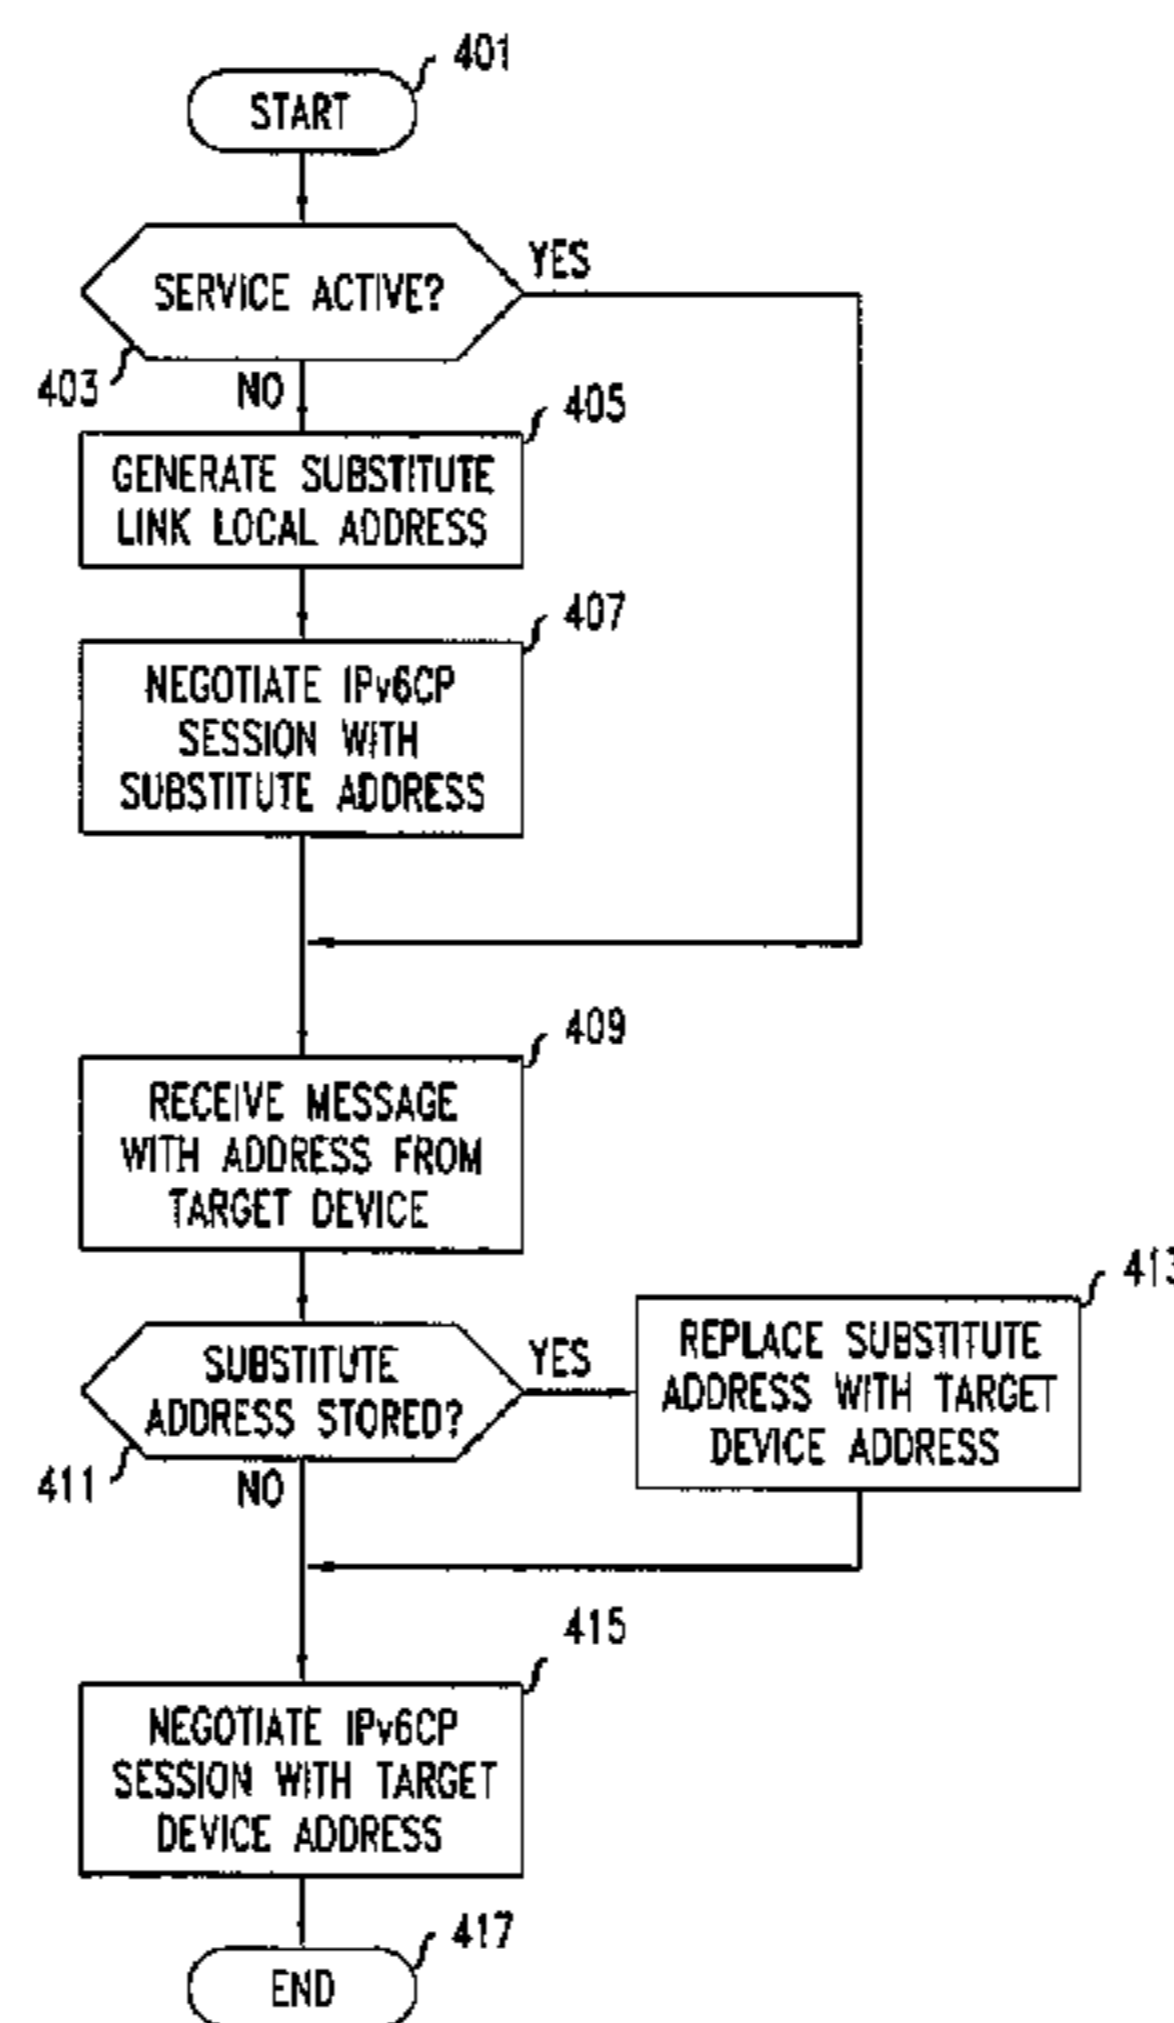 401
START
SERVICE ACTIVE?
YES
403
NO
405
GENERATE SUBSTITUTE
LINK LOCAL ADDRESS
407
NEGOTIATE IPv6CP
SESSION WITH
SUBSTITUTE ADDRESS
409
RECEIVE MESSAGE
WITH ADDRESS FROM
TARGET DEVICE
SUBSTITUTE
ADDRESS STORED?
YES
411
NO
413
REPLACE SUBSTITUTE
ADDRESS WITH TARGET
DEVICE ADDRESS
415
NEGOTIATE IPv6CP
SESSION WITH TARGET
DEVICE ADDRESS
417
END